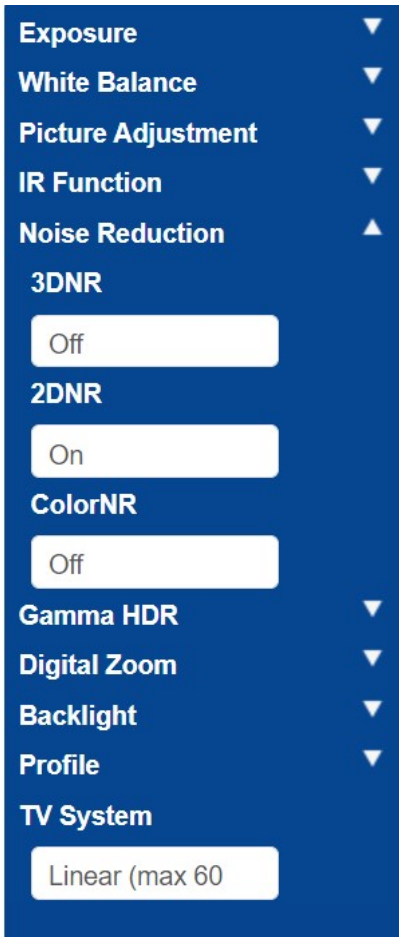 Exposure
White Balance
Picture Adjustment
IR Function
Noise Reduction
3DNR
Off
2DNR
On
ColorNR
Off
Gamma HDR
Digital Zoom
Backlight
Profile
TV System
Linear (max 60